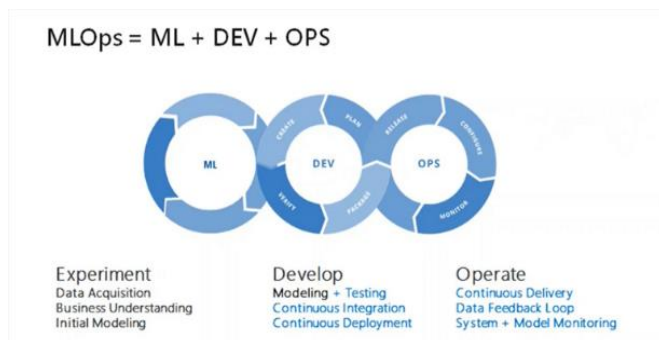 MLOps = ML + DEV + OPS
ML
DEV
OPS
CREATE
PLAN
VERIFY
PACKAGE
RELEASE
CONFIGURE
MONITOR
Experiment
Data Acquisition
Business Understanding
Initial Modeling
Develop
Modeling + Testing
Continuous Integration
Continuous Deployment
Operate
Continuous Delivery
Data Feedback Loop
System + Model Monitoring